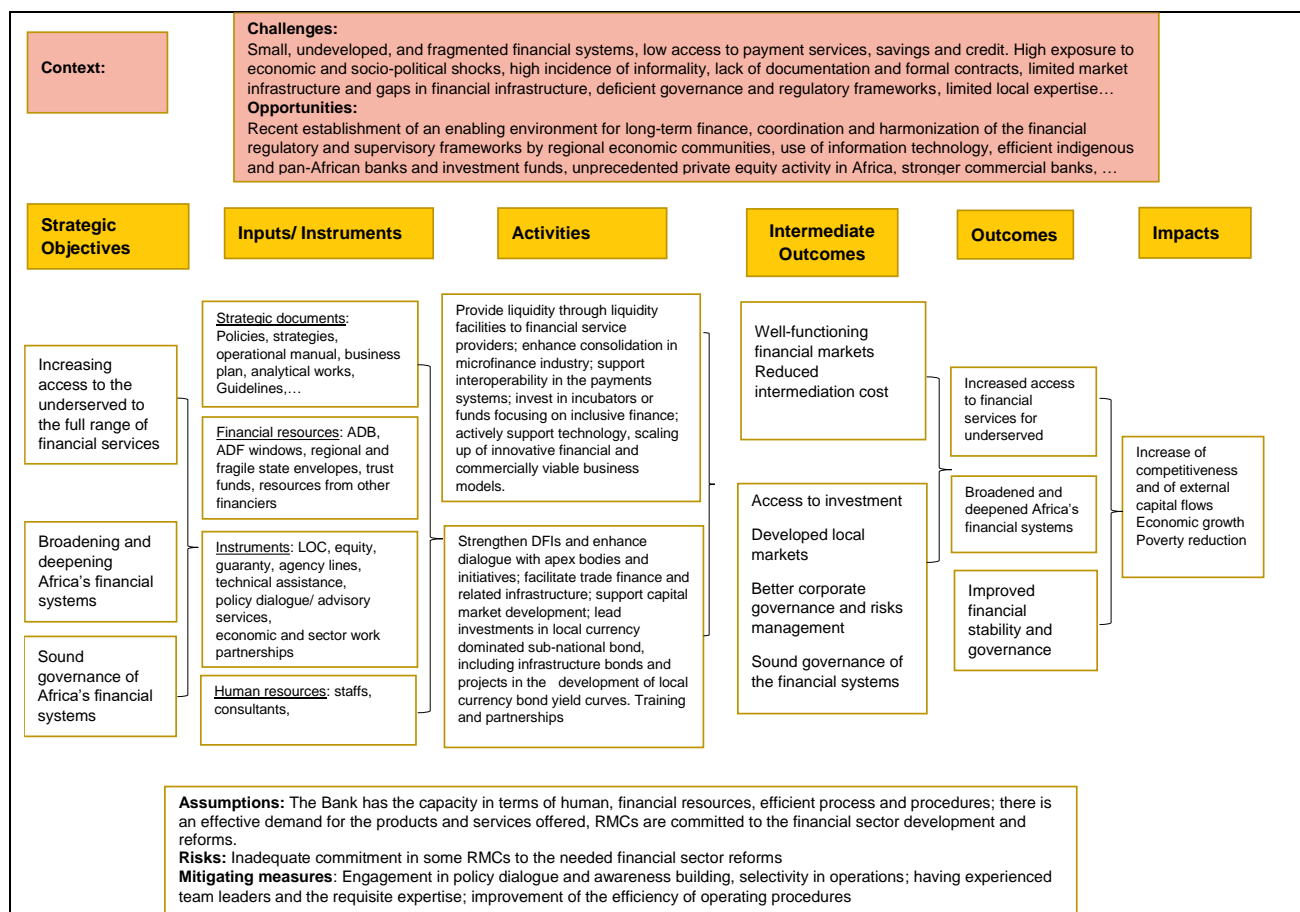 Context:
Challenges:
Small, undeveloped, and fragmented financial systems, low access to payment services, savings and credit. High exposure to
economic and socio-political shocks, high incidence of informality, lack of documentation and formal contracts, limited market
infrastructure and gaps in financial infrastructure, deficient governance and regulatory frameworks, limited local expertise…
Opportunities:
Recent establishment of an enabling environment for long-term finance, coordination and harmonization of the financial
regulatory and supervisory frameworks by regional economic communities, use of information technology, efficient indigenous
and pan-African banks and investment funds, unprecedented private equity activity in Africa, stronger commercial banks, …
Strategic
Objectives
Inputs/ Instruments
Activities
Intermediate
Outcomes
Outcomes
Impacts
Increasing
access to the
underserved to
the full range of
financial services
Broadening and
deepening
Africa's financial
systems
Sound
governance of
Africa's financial
systems
Strategic documents:
Policies, strategies,
operational manual, business
plan, analytical works,
Guidelines,…
Financial resources: ADB,
ADF windows, regional and
fragile state envelopes, trust
funds, resources from other
financiers
Instruments: LOC, equity,
guaranty, agency lines,
technical assistance,
policy dialogue/ advisory
services,
economic and sector work
partnerships
Human resources: staffs,
consultants,
Provide liquidity through liquidity
facilities to financial service
providers; enhance consolidation in
microfinance industry; support
interoperability in the payments
systems; invest in incubators or
funds focusing on inclusive finance;
actively support technology, scaling
up of innovative financial and
commercially viable business
models.
Strengthen DFIs and enhance
dialogue with apex bodies and
initiatives; facilitate trade finance and
related infrastructure; support capital
market development; lead
investments in local currency
dominated sub-national bond,
including infrastructure bonds and
projects in the development of local
currency bond yield curves. Training
and partnerships
Well-functioning
financial markets
Reduced
intermediation cost
Access to investment
Developed local
markets
Better corporate
governance and risks
management
Sound governance of
the financial systems
Increased access
to financial
services for
underserved
Broadened and
deepened Africa's
financial systems
Improved
financial
stability and
governance
Increase of
competitiveness
and of external
capital flows
Economic growth
Poverty reduction
Assumptions: The Bank has the capacity in terms of human, financial resources, efficient process and procedures; there is
an effective demand for the products and services offered, RMCs are committed to the financial sector development and
reforms.
Risks: Inadequate commitment in some RMCs to the needed financial sector reforms
Mitigating measures: Engagement in policy dialogue and awareness building, selectivity in operations; having experienced
team leaders and the requisite expertise; improvement of the efficiency of operating procedures